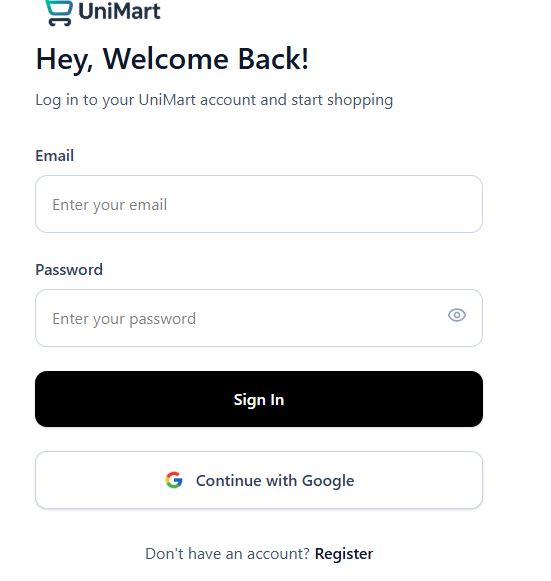 UniMart
Hey, Welcome Back!
Log in to your UniMart account and start shopping
Email
Enter your email
Password
Enter your password
Sign In
Continue with Google
Don't have an account? Register